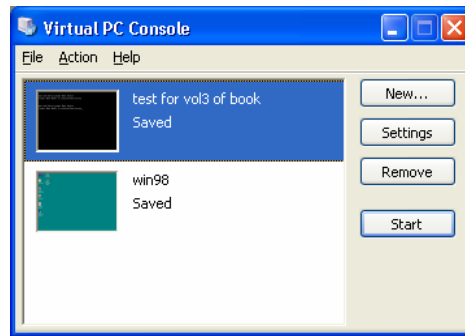 Virtual PC Console
File Action Help
test for vol3 of book
Saved
win98
Saved
New...
Settings
Remove
Start